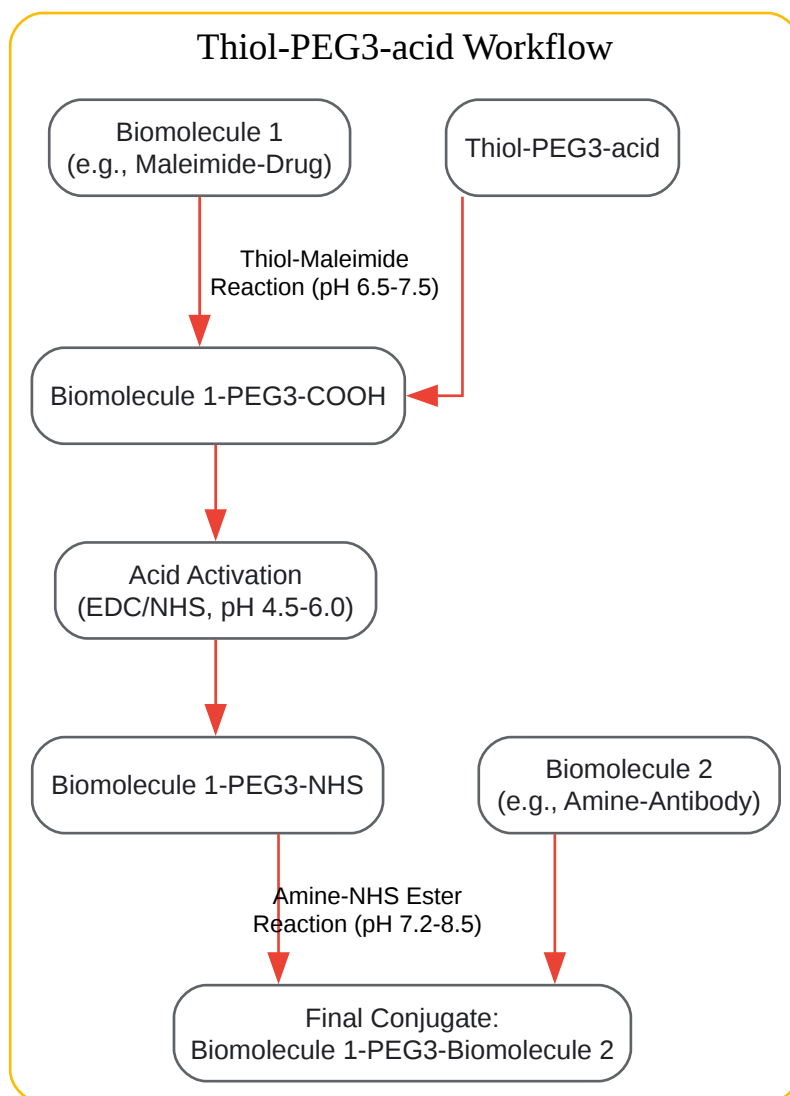 Thiol-PEG3-acid Workflow
Biomolecule 1
(e.g., Maleimide-Drug)
Thiol-PEG3-acid
Thiol-Maleimide
Reaction (pH 6.5-7.5)
Biomolecule 1-PEG3-COOH
Acid Activation
(EDC/NHS, pH 4.5-6.0)
Biomolecule 1-PEG3-NHS
Biomolecule 2
(e.g., Amine-Antibody)
Amine-NHS Ester
Reaction (pH 7.2-8.5)
Final Conjugate:
Biomolecule 1-PEG3-Biomolecule 2